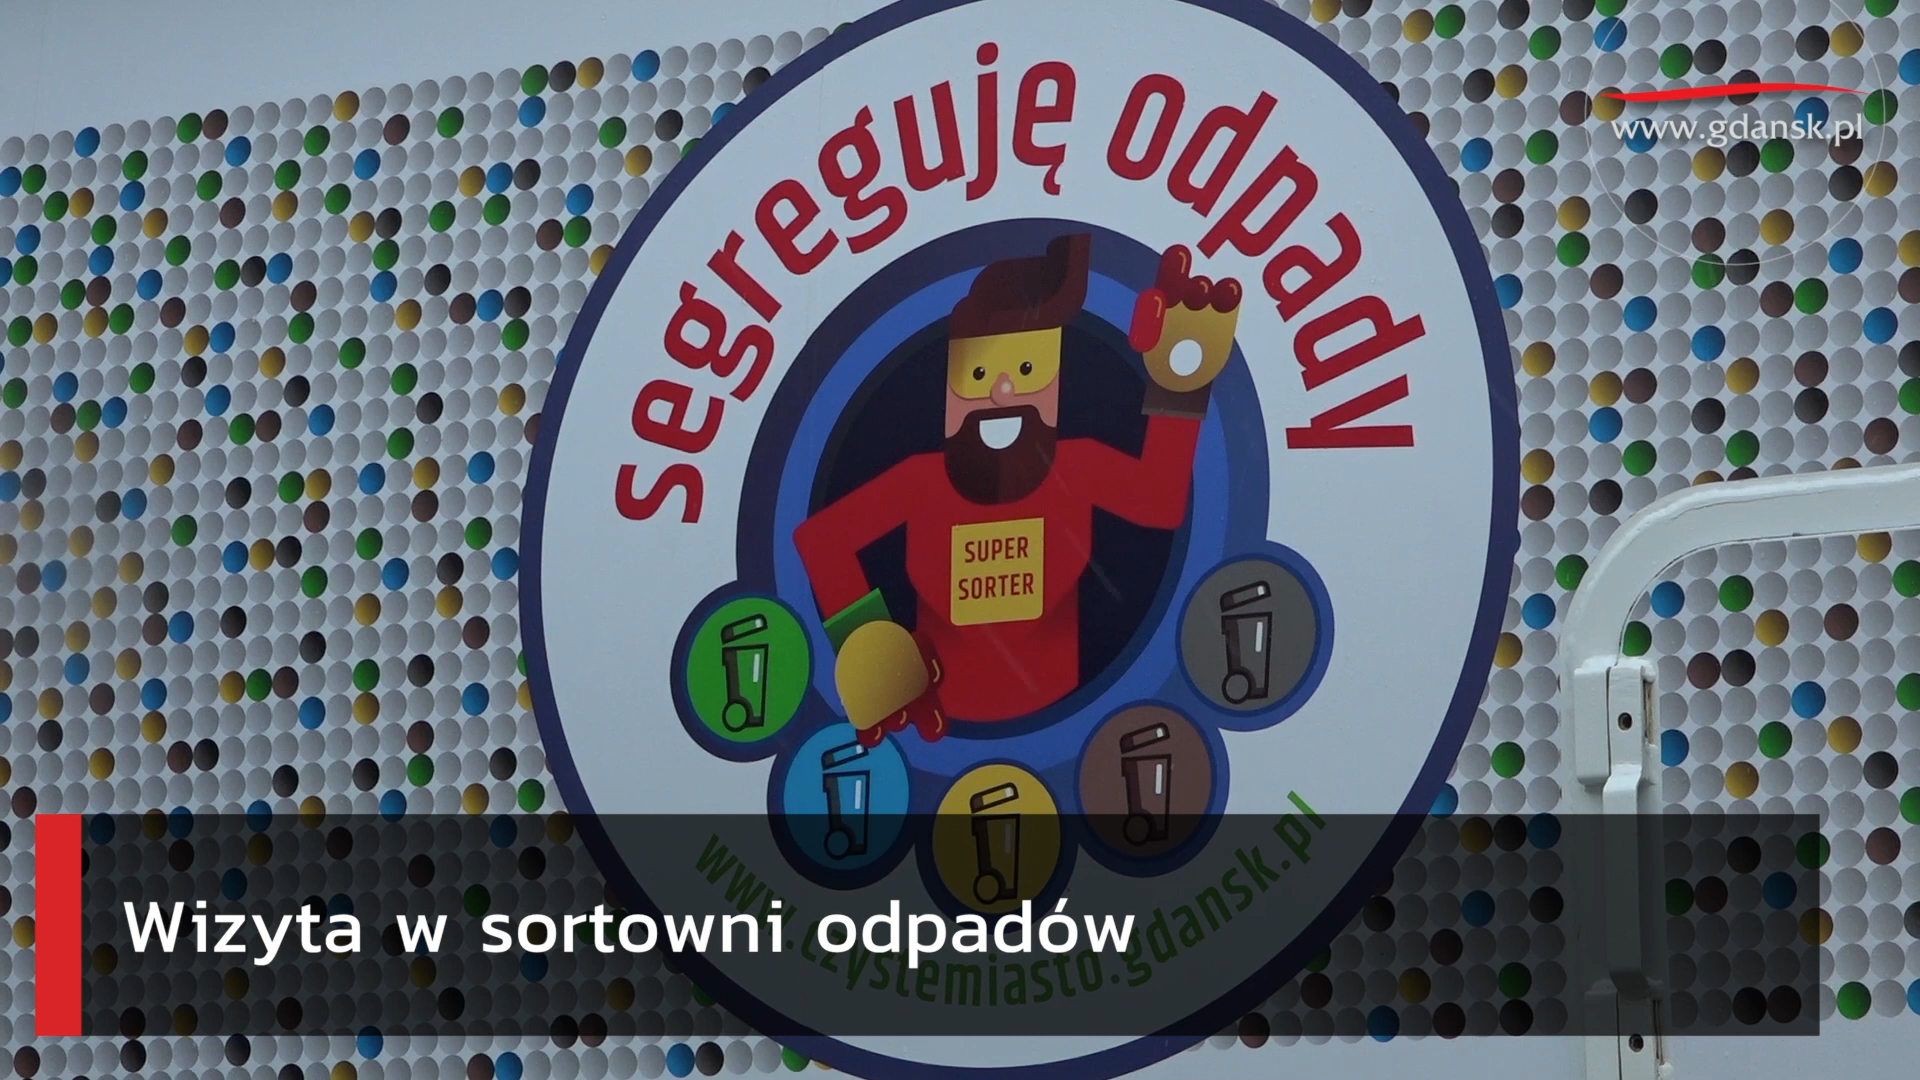 www.gdansk.pl
segreguję odpady
SUPER
SORTER
www.czystemiasto.gdansk.pl
Wizyta w sortowni odpadów